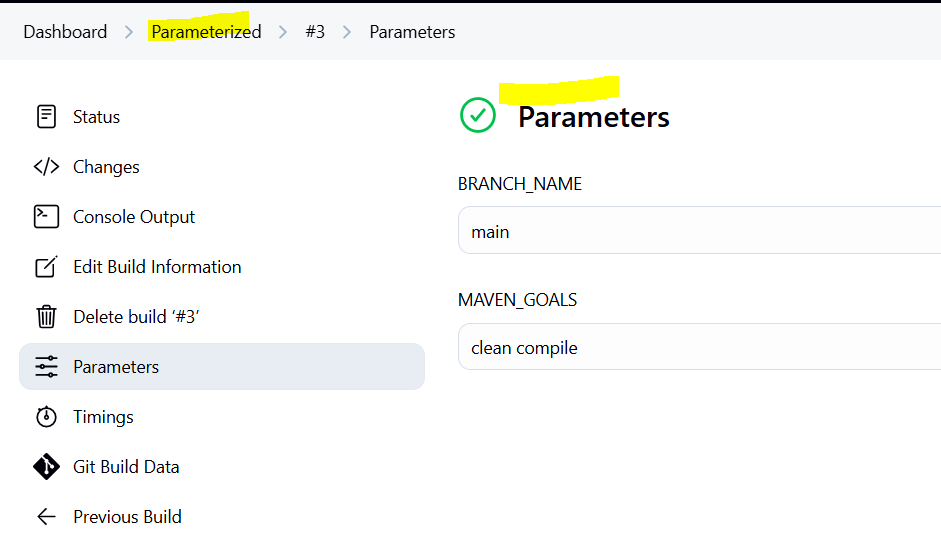 Dashboard > Parameterized > #3 > Parameters
Status
Changes
Console Output
Edit Build Information
Delete build ‘#3’
Parameters
Timings
Git Build Data
Previous Build
Parameters
BRANCH_NAME
main
MAVEN_GOALS
clean compile